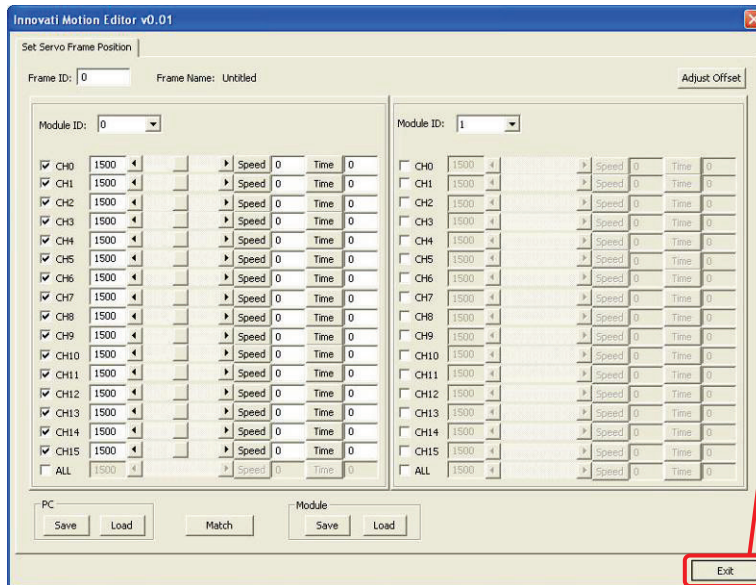 Innovati Motion Editor v0.01
Set Servo Frame Position
Frame ID: 0 Frame Name: Untitled Adjust Offset
Module ID: 0
CH0 1500 Speed 0 Time 0
CH1 1500 Speed 0 Time 0
CH2 1500 Speed 0 Time 0
CH3 1500 Speed 0 Time 0
CH4 1500 Speed 0 Time 0
CH5 1500 Speed 0 Time 0
CH6 1500 Speed 0 Time 0
CH7 1500 Speed 0 Time 0
CH8 1500 Speed 0 Time 0
CH9 1500 Speed 0 Time 0
CH10 1500 Speed 0 Time 0
CH11 1500 Speed 0 Time 0
CH12 1500 Speed 0 Time 0
CH13 1500 Speed 0 Time 0
CH14 1500 Speed 0 Time 0
CH15 1500 Speed 0 Time 0
ALL 1500 Speed 0 Time 0
Module ID: 1
CH0 1500 Speed 0 Time 0
CH1 1500 Speed 0 Time 0
CH2 1500 Speed 0 Time 0
CH3 1500 Speed 0 Time 0
CH4 1500 Speed 0 Time 0
CH5 1500 Speed 0 Time 0
CH6 1500 Speed 0 Time 0
CH7 1500 Speed 0 Time 0
CH8 1500 Speed 0 Time 0
CH9 1500 Speed 0 Time 0
CH10 1500 Speed 0 Time 0
CH11 1500 Speed 0 Time 0
CH12 1500 Speed 0 Time 0
CH13 1500 Speed 0 Time 0
CH14 1500 Speed 0 Time 0
CH15 1500 Speed 0 Time 0
ALL 1500 Speed 0 Time 0
PC Module
Save Load Match Save Load
Exit